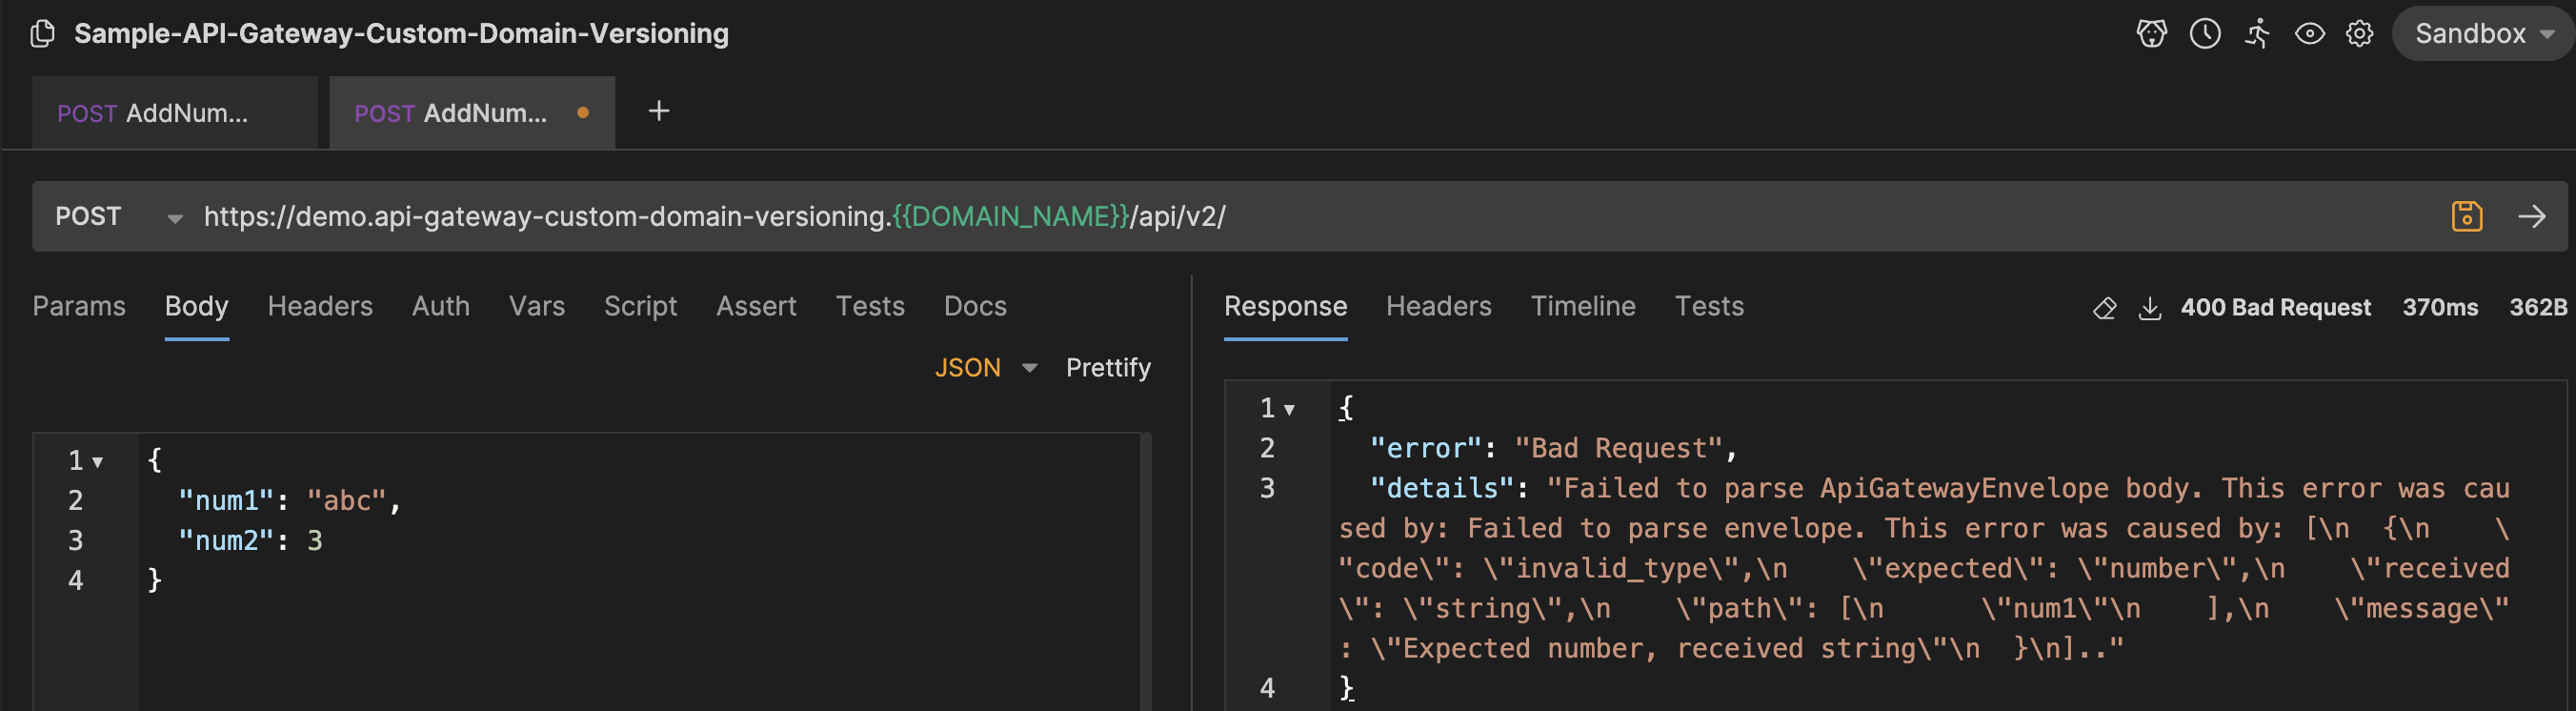 Sample-API-Gateway-Custom-Domain-Versioning
Sandbox
POST AddNum...
POST AddNum...
+
POST https://demo.api-gateway-custom-domain-versioning.{{DOMAIN_NAME}}/api/v2/
Params Body Headers Auth Vars Script Assert Tests Docs
JSON Prettify
1 {
2 "num1": "abc",
3 "num2": 3
4 }
Response Headers Timeline Tests
400 Bad Request 370ms 362B
1 {
2 "error": "Bad Request",
3 "details": "Failed to parse ApiGatewayEnvelope body. This error was cau
sed by: Failed to parse envelope. This error was caused by: [\n  {\n    \
"code\": \"invalid_type\",\n    \"expected\": \"number\",\n    \"received
\": \"string\",\n    \"path\": [\n      \"num1\"\n    ],\n    \"message\"
: \"Expected number, received string\"\n  }\n].."
4 }